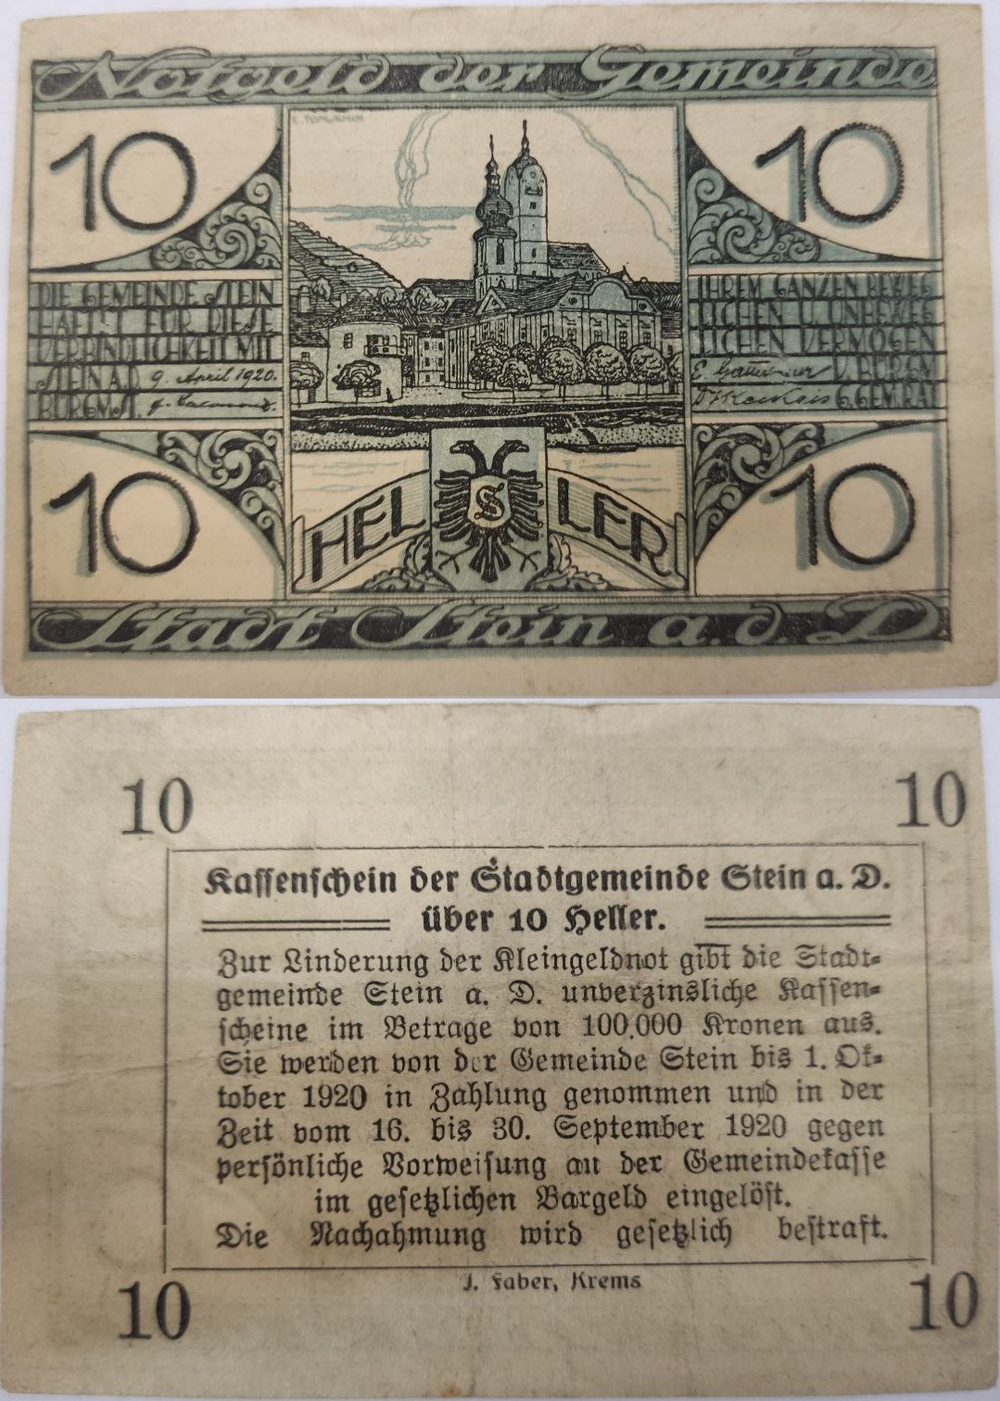 Notgeld der Gemeinde
10
10
E. TOMASCHIN
DIE GEMEINDE STEIN
HAFTET FÜR DIESE
VERBINDLICHKEIT MIT
STEIN A. D. 9. April 1920.
BÜRGMST.
IHREM GANZEN BEWEG
LICHEN U. UNBEWEG
LICHEN VERMÖGEN
V. BÜRGM
G. GEM. RAT
10
10
HEL LER
S
Stadt Stein a. d. D
10
10
Kassenschein der Stadtgemeinde Stein a. D.
über 10 Heller.
Zur Linderung der Kleingeldnot gibt die Stadt-
gemeinde Stein a. D. unverzinsliche Kassen-
scheine im Betrage von 100.000 Kronen aus.
Sie werden von der Gemeinde Stein bis 1. Ok-
tober 1920 in Zahlung genommen und in der
Zeit vom 16. bis 30. September 1920 gegen
persönliche Vorweisung an der Gemeindekasse
im gesetzlichen Bargeld eingelöst.
Die Nachahmung wird gesetzlich bestraft.
J. Faber, Krems
10
10